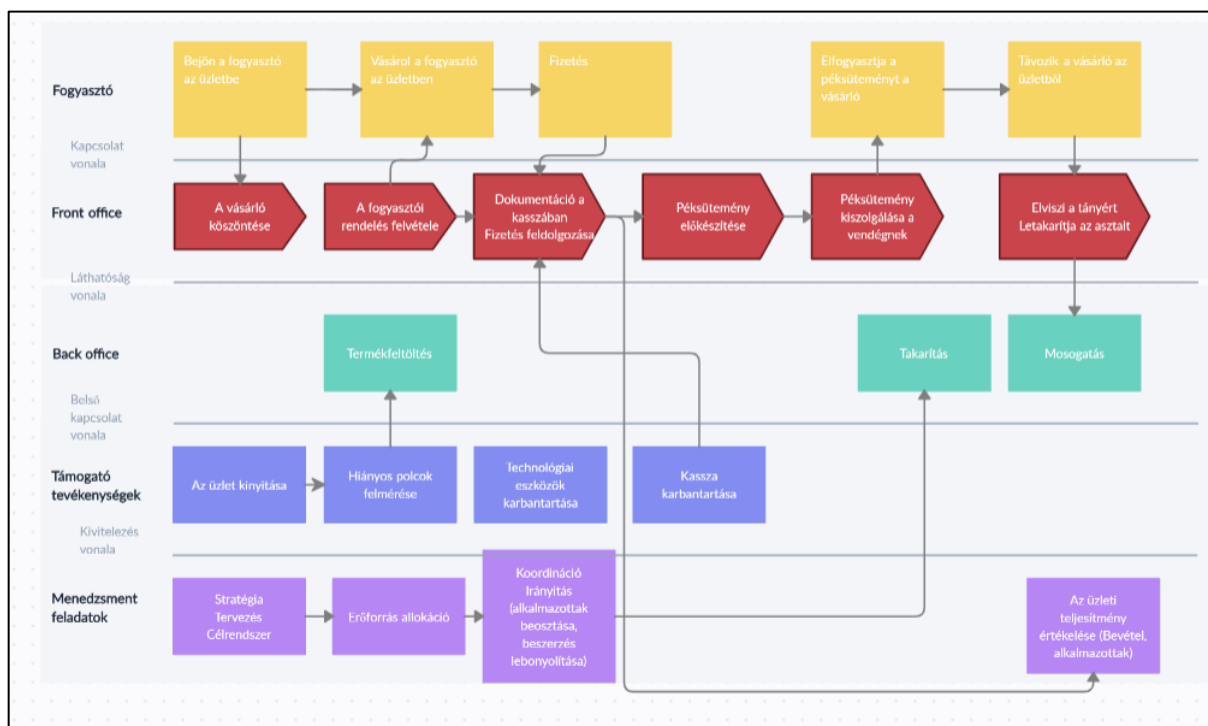 Fogyasztó
Bejön a fogyasztó
az üzletbe
Vásárol a fogyasztó
az üzletben
Fizetés
Elfogyasztja a
péksüteményt a
vásárló
Távozik a vásárló az
üzletből
Kapcsolat
vonala
Front office
A vásárló
köszöntése
A fogyasztói
rendelés felvétele
Dokumentáció a
kasszában
Fizetés feldolgozása
Péksütemény
előkészítése
Péksütemény
kiszolgálása a
vendégnek
Elviszi a tányért
Letakarítja az asztalt
Láthatóság
vonala
Back office
Termékfeltöltés
Takarítás
Mosogatás
Belső
kapcsolat
vonala
Támogató
tevékenységek
Az üzlet kinyitása
Hiányos polcok
felmérése
Technológiai
eszközök
karbantartása
Kassza
karbantartása
Kivitelezés
vonala
Menedzsment
feladatok
Stratégia
Tervezés
Célrendszer
Erőforrás allokáció
Koordináció
Irányítás
(alkalmazottak
beosztása,
beszerzés
lebonyolítása)
Az üzleti
teljesítmény
értékelése (Bevétel,
alkalmazottak)